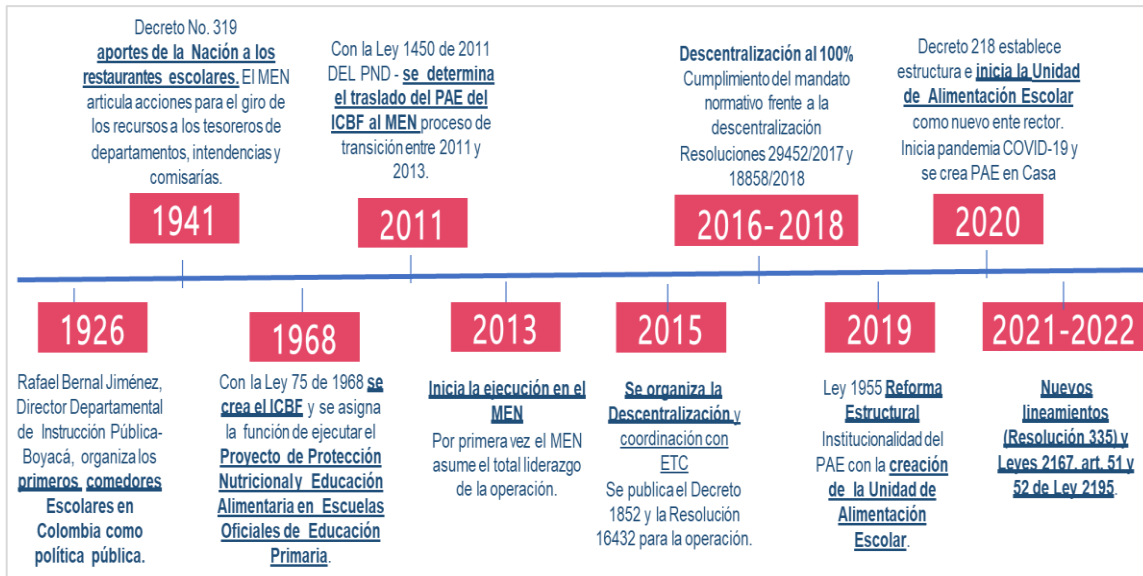 Decreto No. 319
aportes de la Nación a los
restaurantes escolares. El MEN
articula acciones para el giro de
los recursos a los tesoreros de
departamentos, intendencias y
comisarías.
1941
Con la Ley 1450 de 2011
DEL PND - se determina
el traslado del PAE del
ICBF al MEN proceso de
transición entre 2011 y
2013.
2011
Descentralización al 100%
Cumplimiento del mandato
normativo frente a la
descentralización
Resoluciones 29452/2017 y
18858/2018
2016-2018
Decreto 218 establece
estructura e inicia la Unidad
de Alimentación Escolar
como nuevo ente rector.
Inicia pandemia COVID-19 y
se crea PAE en Casa
2020
1926
Rafael Bernal Jiménez,
Director Departamental
de Instrucción Pública-
Boyacá, organiza los
primeros comedores
Escolares en
Colombia como
política pública.
1968
Con la Ley 75 de 1968 se
crea el ICBF y se asigna
la función de ejecutar el
Proyecto de Protección
Nutricional y Educación
Alimentaria en Escuelas
Oficiales de Educación
Primaria.
2013
Inicia la ejecución en el
MEN
Por primera vez el MEN
asume el total liderazgo
de la operación.
2015
Se organiza la
Descentralización y
coordinación con
ETC
Se publica el Decreto
1852 y la Resolución
16432 para la operación.
2019
Ley 1955 Reforma
Estructural
Institucionalidad del
PAE con la creación
de la Unidad de
Alimentación
Escolar.
2021-2022
Nuevos
lineamientos
(Resolución 335) y
Leyes 2167, art. 51 y
52 de Ley 2195.